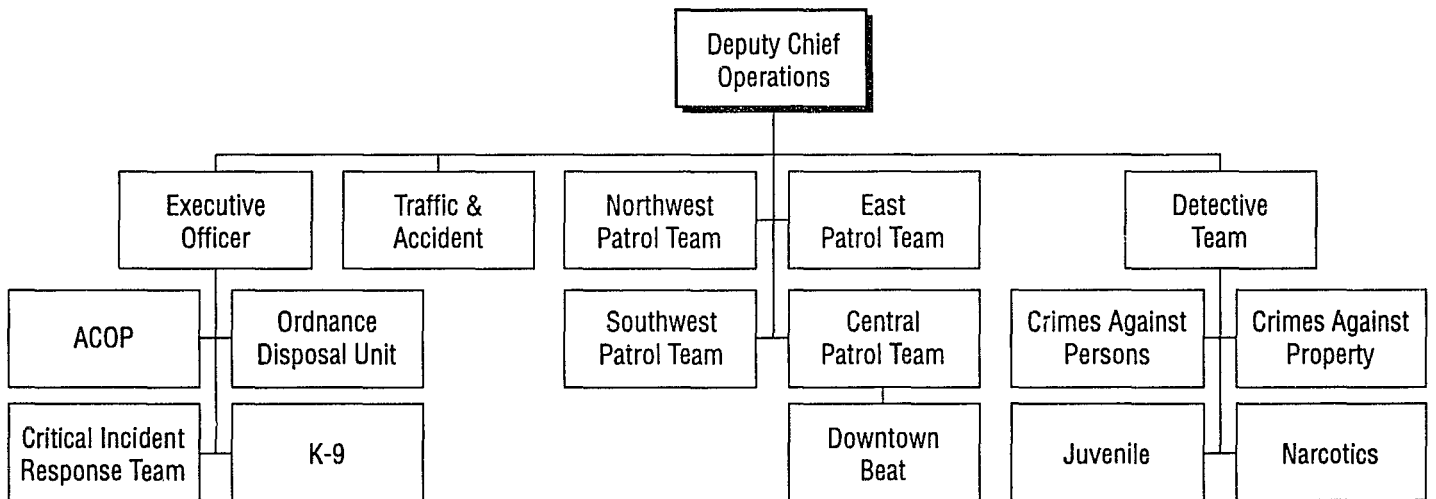 Deputy Chief
Operations
Executive
Officer
Traffic &
Accident
Northwest
Patrol Team
East
Patrol Team
Detective
Team
ACOP
Ordnance
Disposal Unit
Southwest
Patrol Team
Central
Patrol Team
Crimes Against
Persons
Crimes Against
Property
Critical Incident
Response Team
K-9
Downtown
Beat
Juvenile
Narcotics